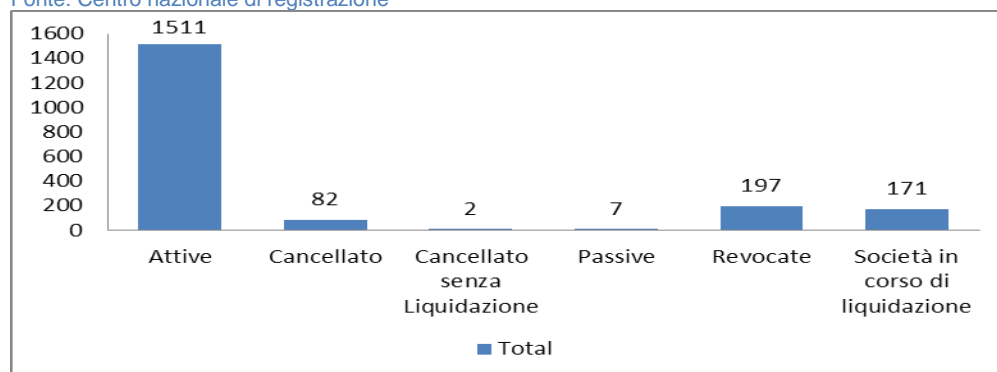 Fonte: Centro nazionale di registrazione
1600
1400
1200
1000
800
600
400
200
0
1511
82
2
7
197
171
Attive
Cancellato
Cancellato
senza
Liquidazione
Passive
Revocate
Società in
corso di
liquidazione
Total